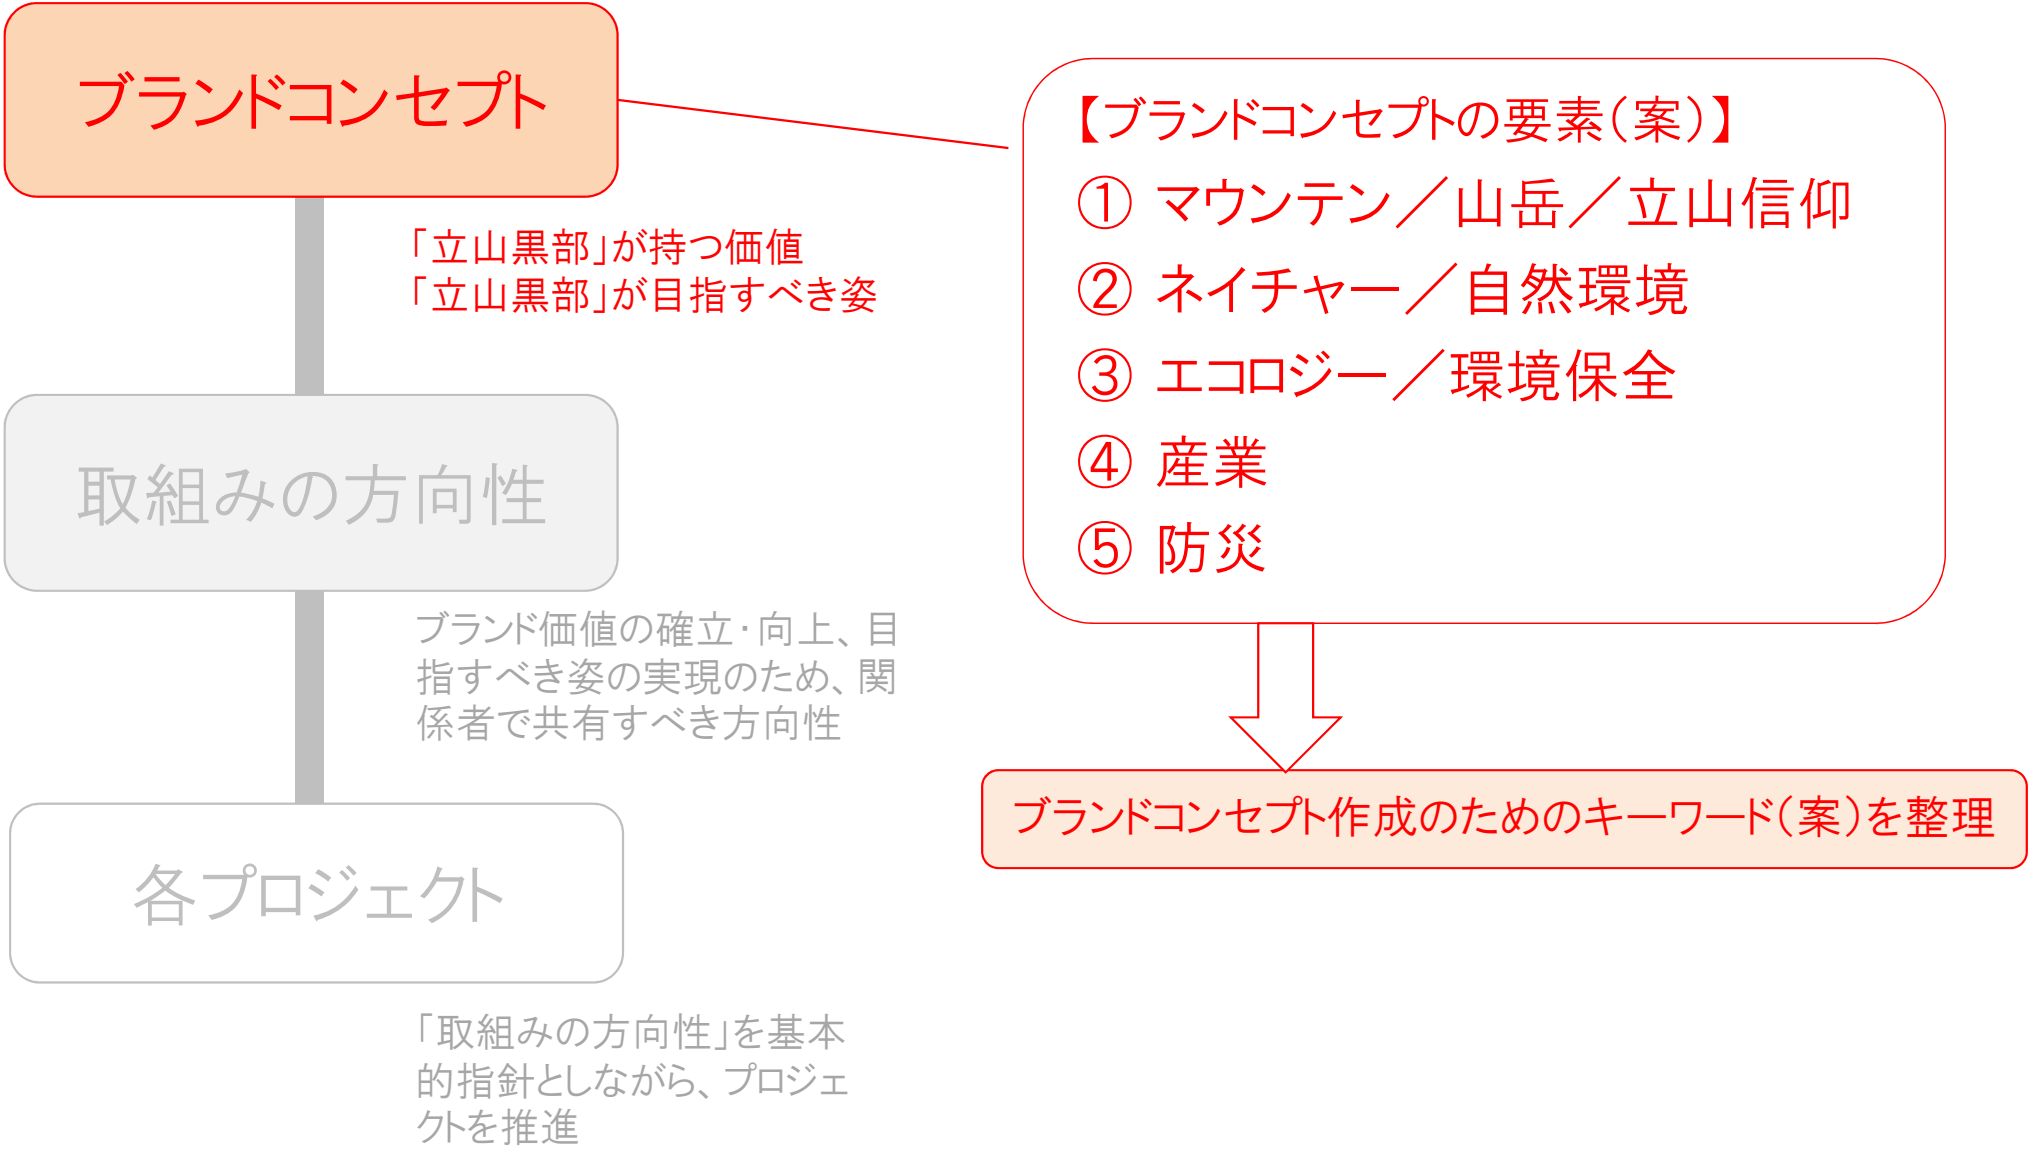 ブランドコンセプト
「立山黒部」が持つ価値
「立山黒部」が目指すべき姿
取組みの方向性
ブランド価値の確立・向上、目
指すべき姿の実現のため、関
係者で共有すべき方向性
各プロジェクト
「取組みの方向性」を基本
的指針としながら、プロジェ
クトを推進
【ブランドコンセプトの要素（案）】
① マウンテン／山岳／立山信仰
② ネイチャー／自然環境
③ エコロジー／環境保全
④ 産業
⑤ 防災
ブランドコンセプト作成のためのキーワード（案）を整理